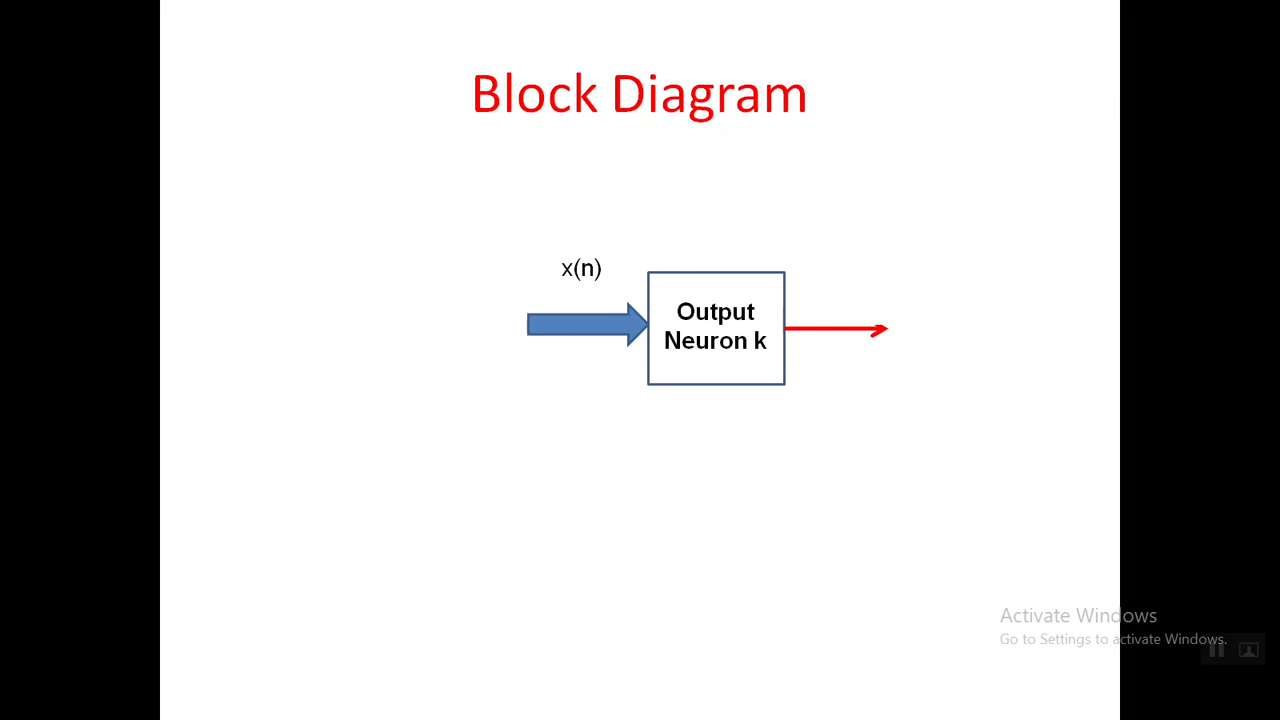 Block Diagram
x(n)
Output
Neuron k
Activate Windows
Go to Settings to activate Windows.